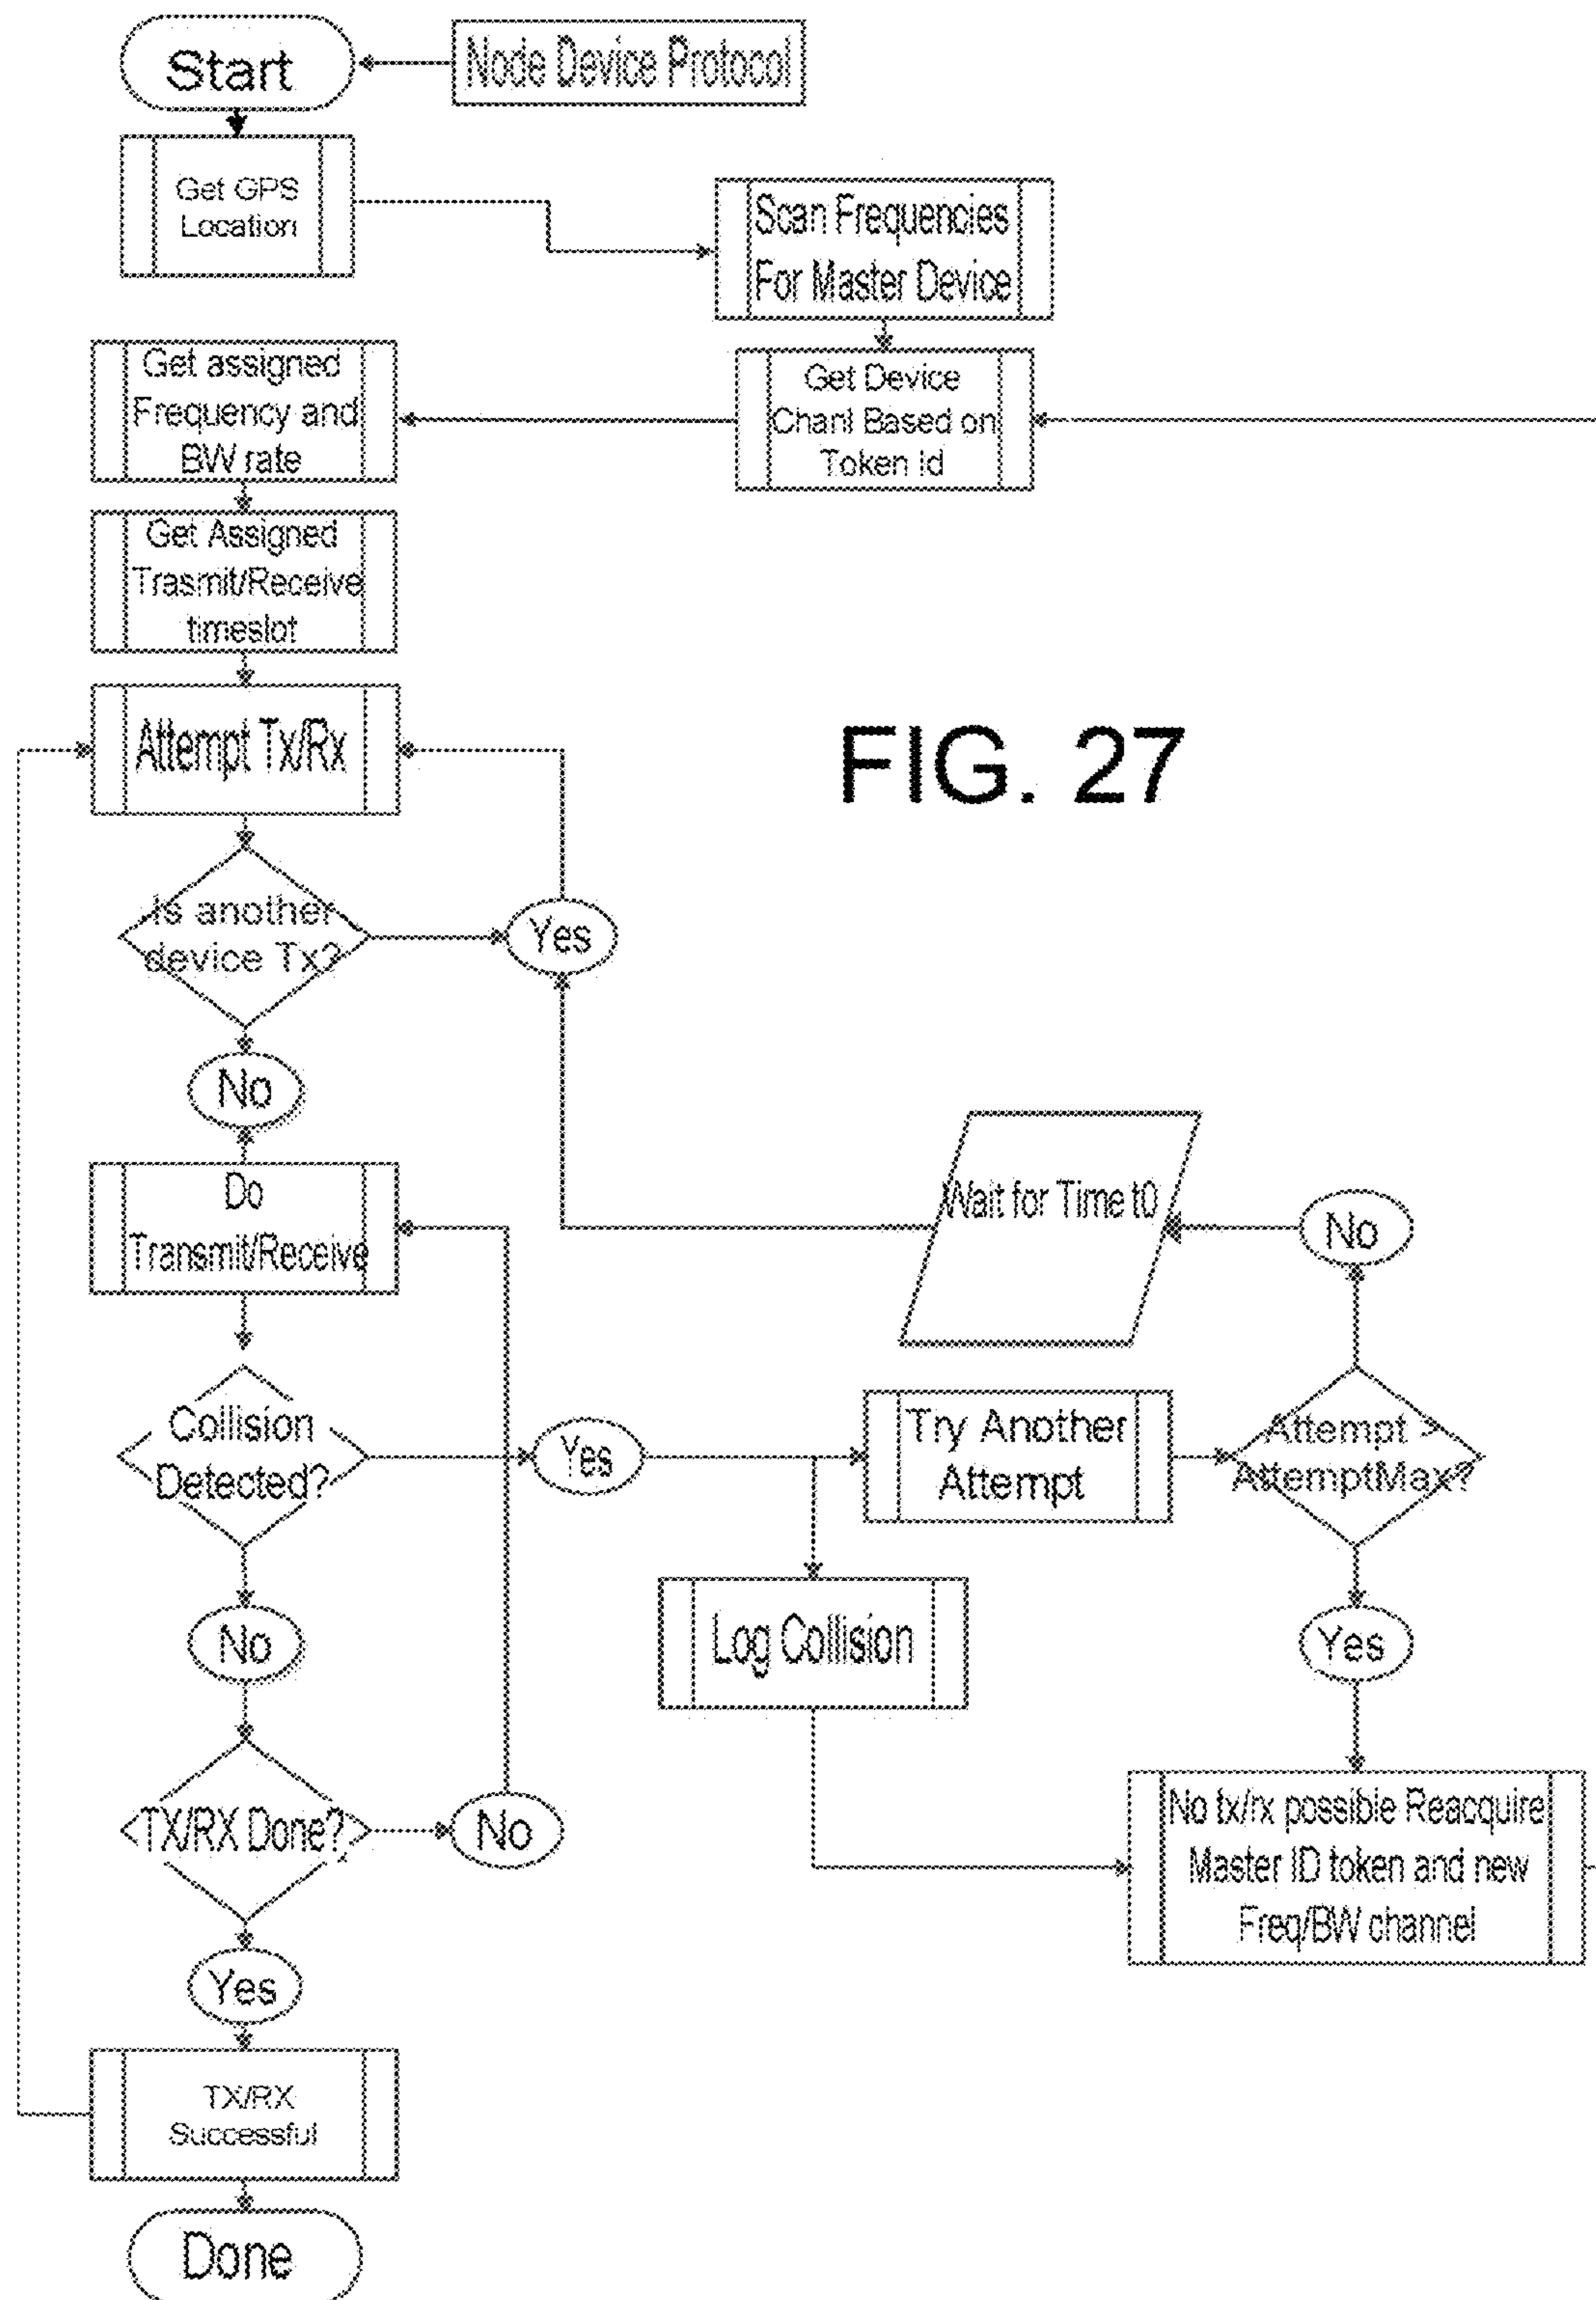 Start
Node Device Protocol
Get GPS
Location
Scan Frequencies
For Master Device
Get assigned
Frequency and
BW rate
Get Device
Chanl Based on
Token Id
Get Assigned
Trasmit/Receive
timeslot
Attempt Tx/Rx
FIG. 27
Is another
device Tx?
Yes
No
Do
Transmit/Receive
Wait for Time t0
No
Collision
Detected?
Yes
Try Another
Attempt
Attempt >
AttemptMax?
No
Log Collision
Yes
TX/RX Done?
No
No tx/rx possible Reacquire
Master ID token and new
Freq/BW channel
Yes
TX/RX
Successful
Done